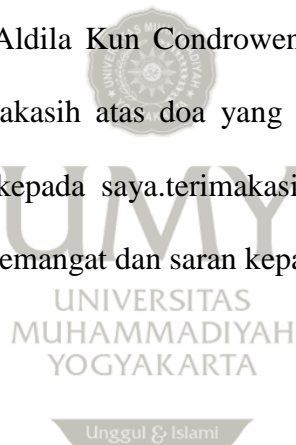 Aldila Kun Condrowen
akasih atas doa yang
kepada saya.terimakasi
emangat dan saran kepa
UMY
UNIVERSITAS
MUHAMMADIYAH
YOGYAKARTA
Unggul & Islami